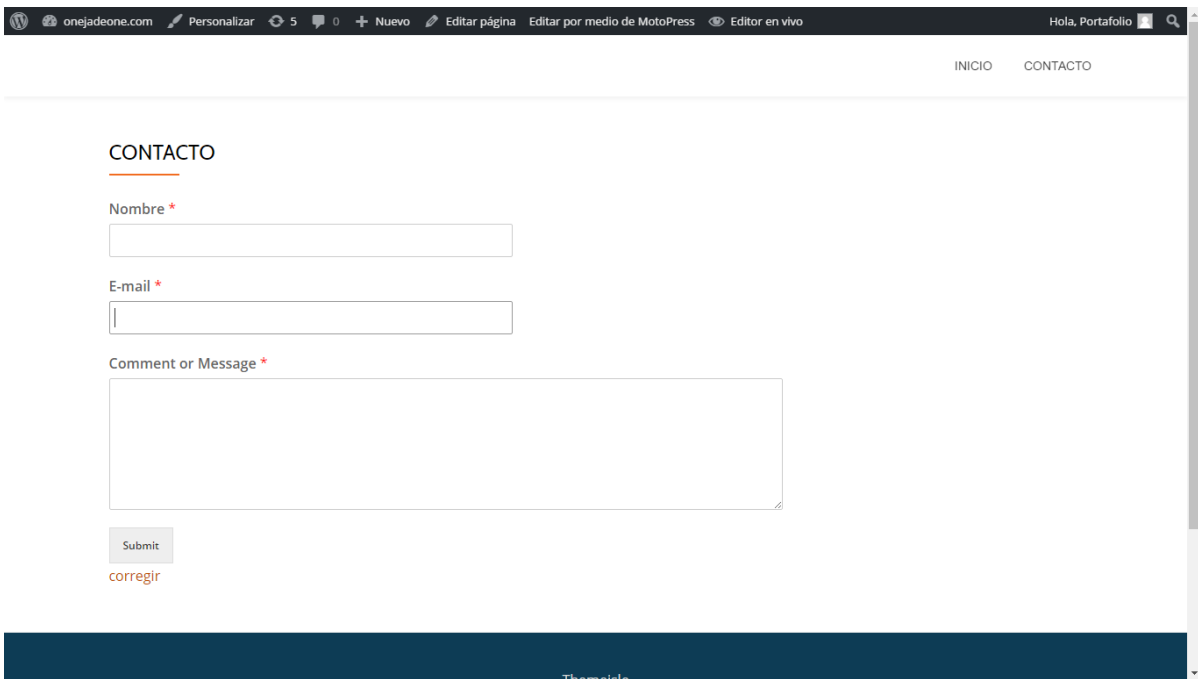 onejadeone.com Personalizar 5 0 Nuevo Editar página Editar por medio de MotoPress Editor en vivo Hola, Portafolio
INICIO CONTACTO
CONTACTO
Nombre *
E-mail *
Comment or Message *
Submit
corregir
Themeisle